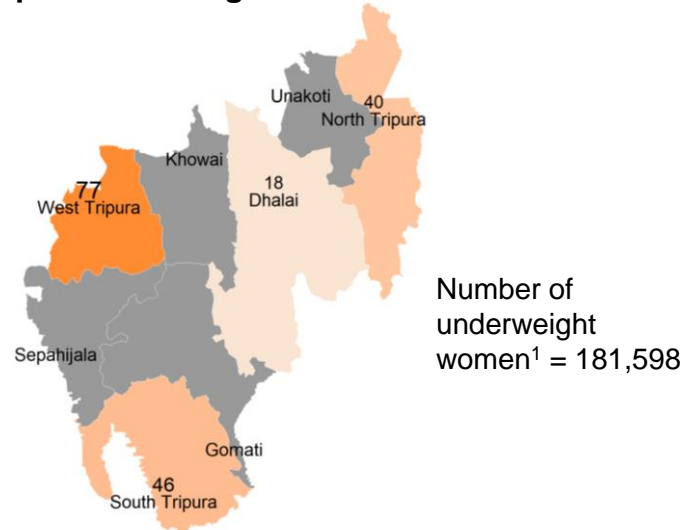 Unakoti
40
North Tripura
Khowai
77
West Tripura
18
Dhalai
Number of
underweight
women¹ = 181,598
Sepahijala
Gomati
46
South Tripura